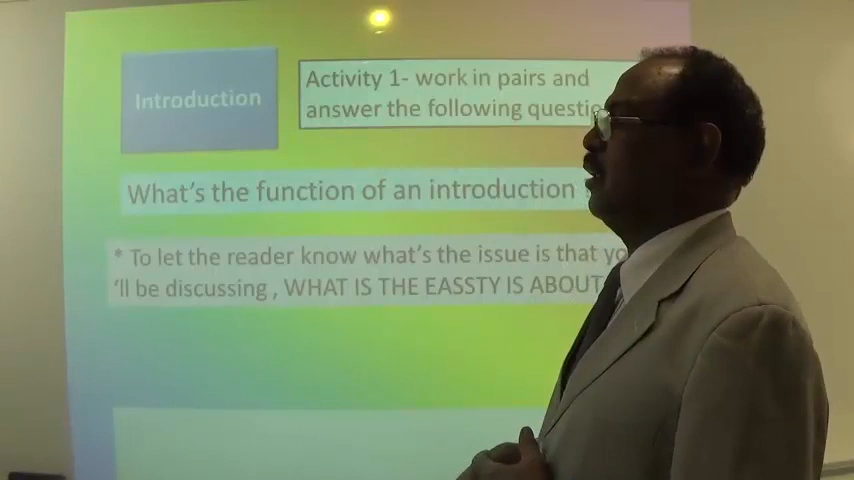 Introduction
Activity 1- work in pairs and
answer the following questio
What's the function of an introduction
* To let the reader know what's the issue is that yo
'll be discussing , WHAT IS THE EASSTY IS ABOUT